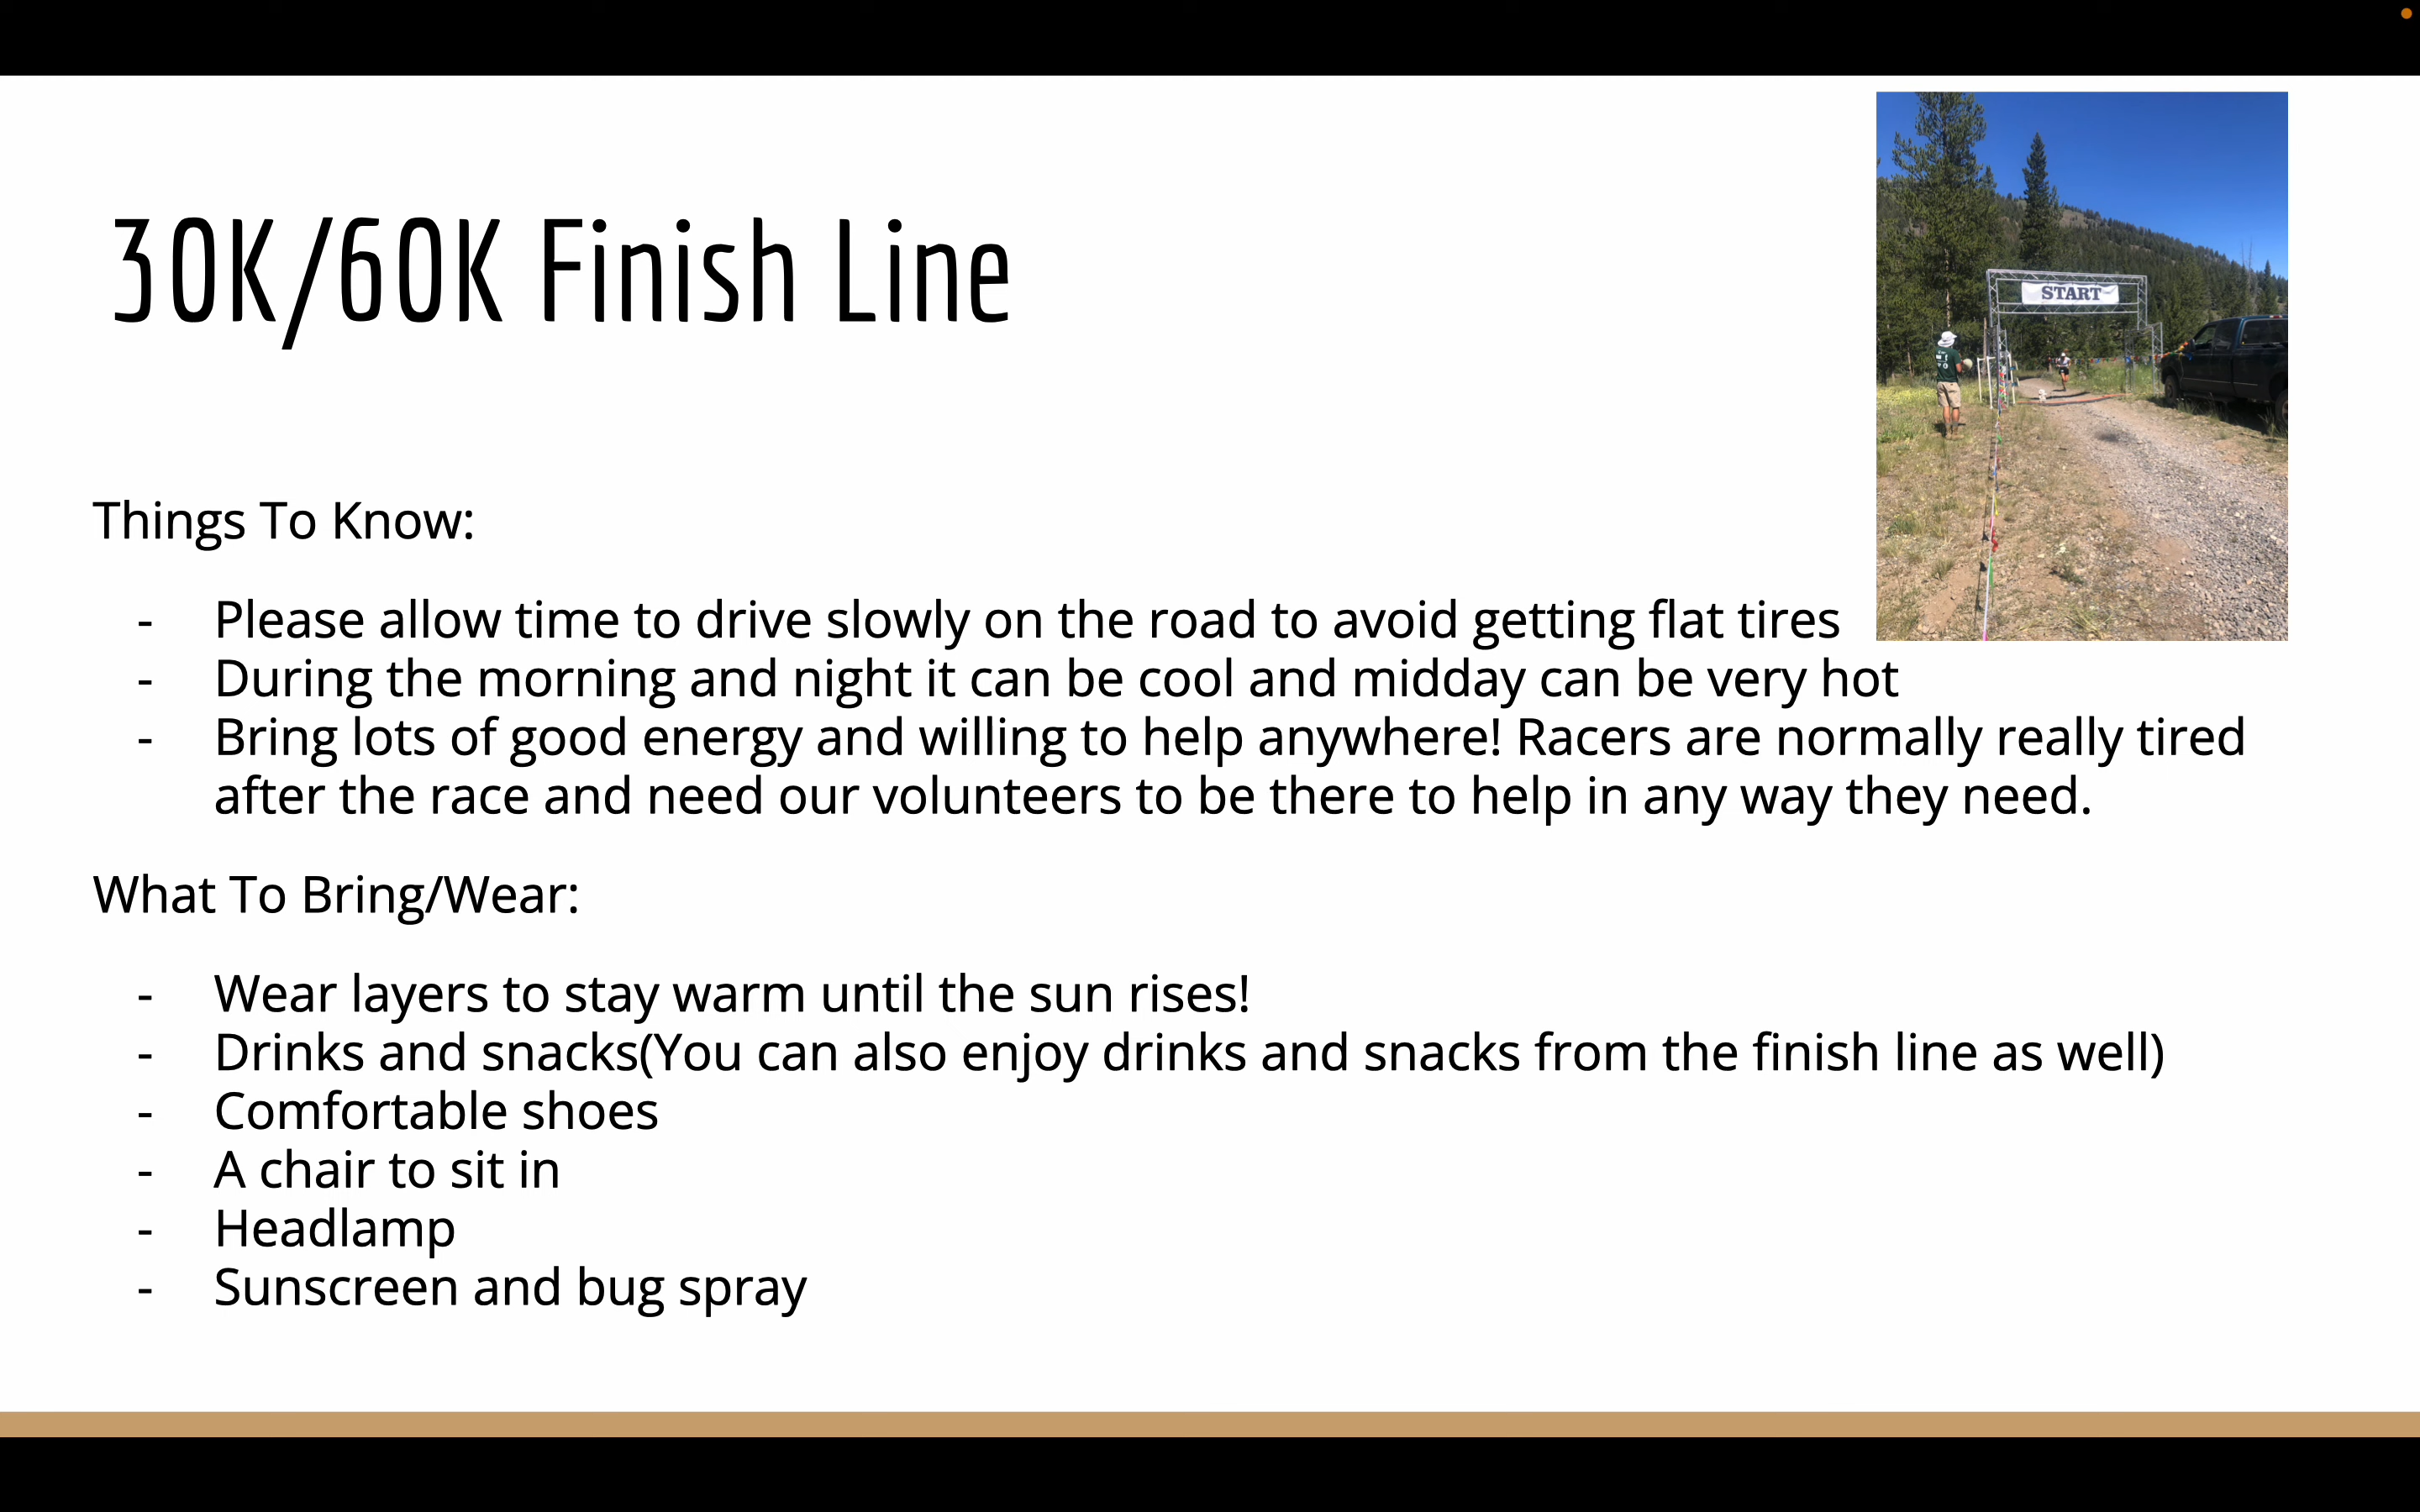 30K/60K Finish Line
START
Things To Know:
- Please allow time to drive slowly on the road to avoid getting flat tires
- During the morning and night it can be cool and midday can be very hot
- Bring lots of good energy and willing to help anywhere! Racers are normally really tired
after the race and need our volunteers to be there to help in any way they need.
What To Bring/Wear:
- Wear layers to stay warm until the sun rises!
- Drinks and snacks(You can also enjoy drinks and snacks from the finish line as well)
- Comfortable shoes
- A chair to sit in
- Headlamp
- Sunscreen and bug spray